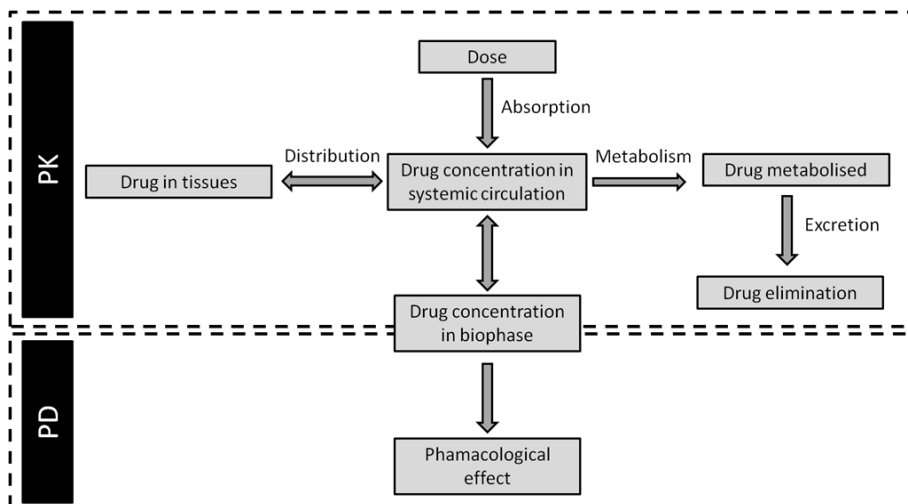 PK
Dose
Absorption
Distribution
Metabolism
Drug in tissues
Drug concentration in
systemic circulation
Drug metabolised
Excretion
Drug elimination
Drug concentration
in biophase
PD
Phamacological
effect